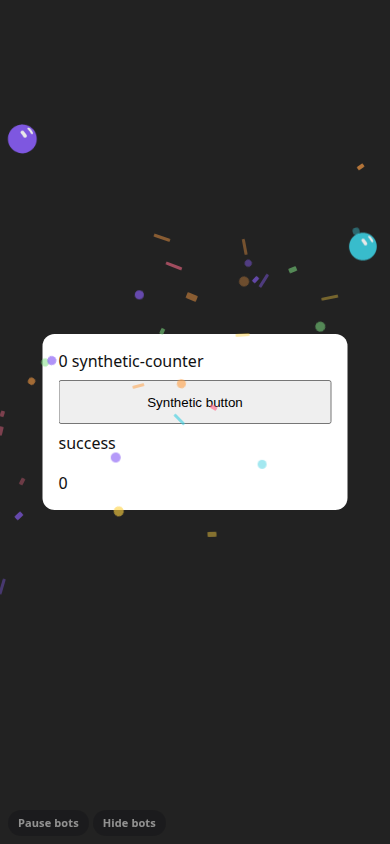 0 synthetic-counter
Synthetic button
success
0
Pause bots Hide bots